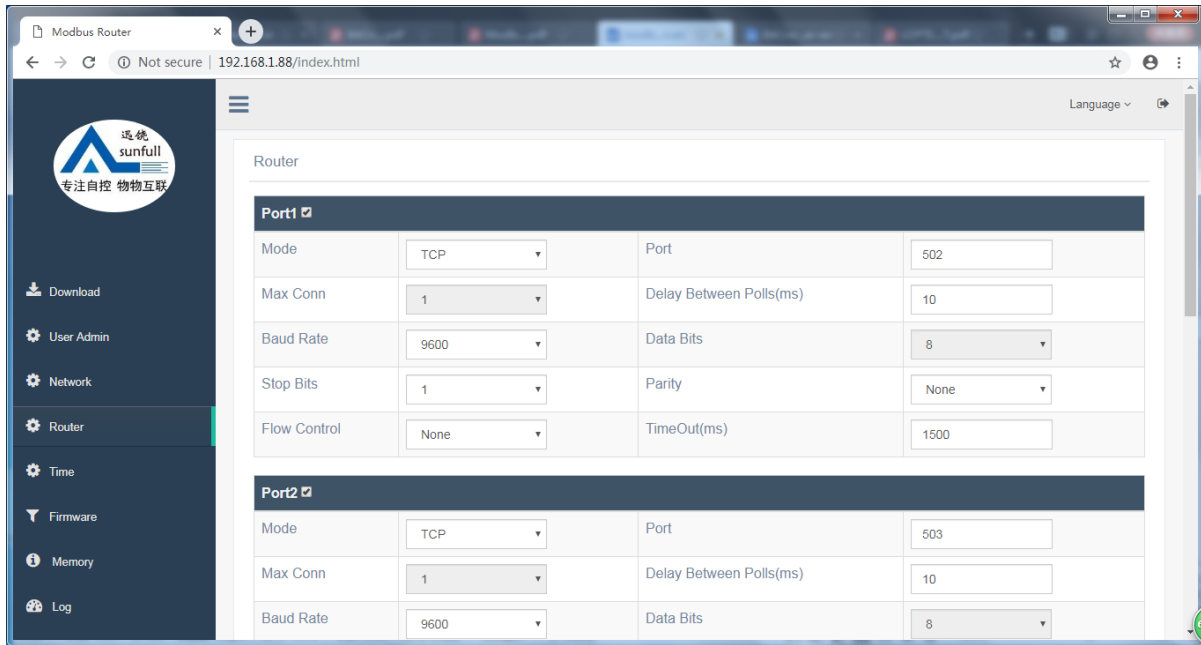 Modbus Router
Not secure | 192.168.1.88/index.html
Language
sunfull
专注自控 物物互联
Download
User Admin
Network
Router
Time
Firmware
Memory
Log
Router
Port1
Mode TCP Port 502
Max Conn 1 Delay Between Polls(ms) 10
Baud Rate 9600 Data Bits 8
Stop Bits 1 Parity None
Flow Control None TimeOut(ms) 1500
Port2
Mode TCP Port 503
Max Conn 1 Delay Between Polls(ms) 10
Baud Rate 9600 Data Bits 8